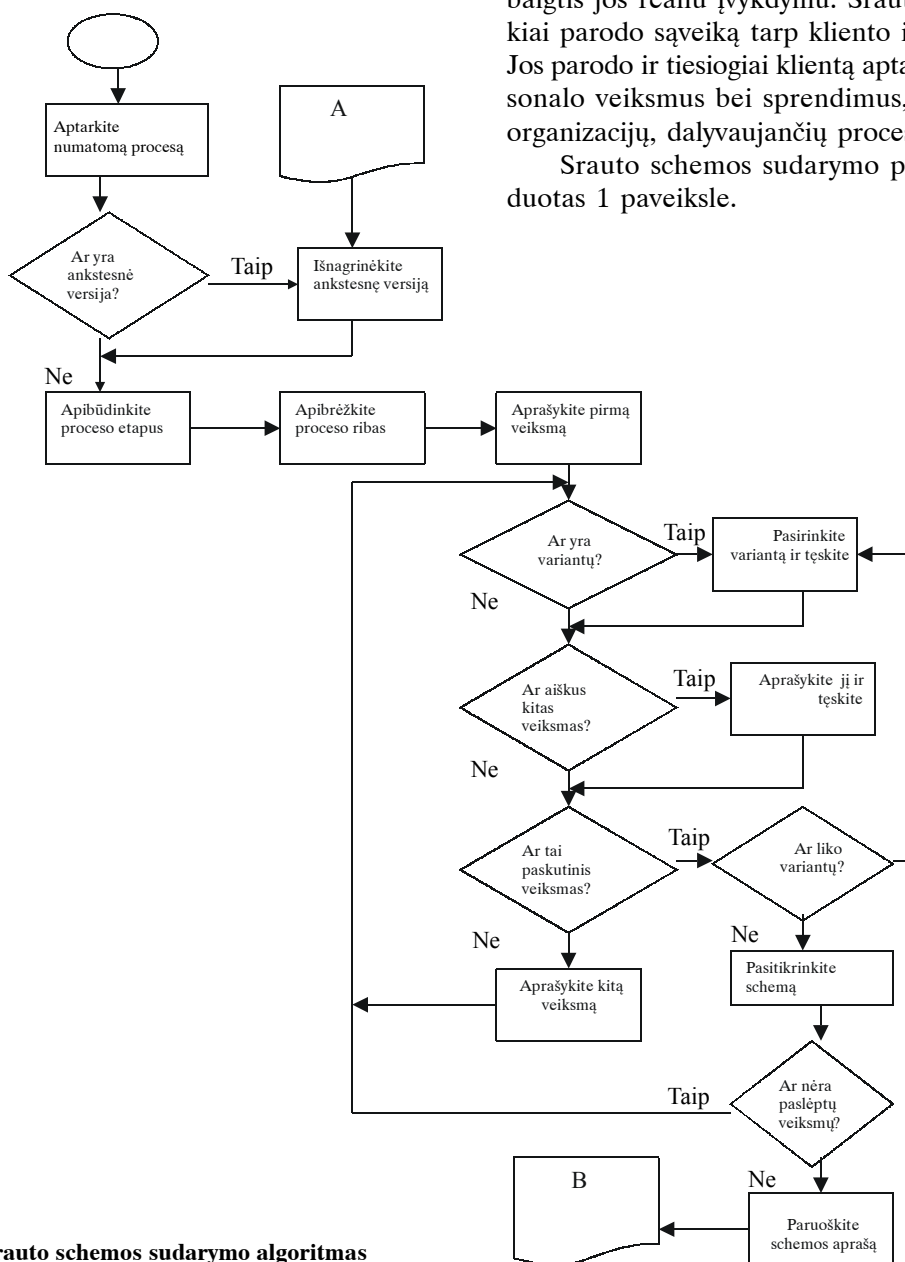 baigtis jos realiu įvykdymu. Sraut
kiai parodo sąveiką tarp kliento i
Jos parodo ir tiesiogiai klientą apta
sonalo veiksmus bei sprendimus,
organizacijų, dalyvaujančių proces
Srauto schemos sudarymo p
duotas 1 paveiksle.
Aptarkite
numatomą procesą
A
Ar yra
ankstesnė
versija?
Taip
Išnagrinėkite
ankstesnę versiją
Ne
Apibūdinkite
proceso etapus
Apibrėžkite
proceso ribas
Aprašykite pirmą
veiksmą
Ar yra
variantų?
Taip
Pasirinkite
variantą ir tęskite
Ne
Ar aiškus
kitas
veiksmas?
Taip
Aprašykite jį ir
tęskite
Ne
Ar tai
paskutinis
veiksmas?
Taip
Ar liko
variantų?
Ne
Ne
Aprašykite kitą
veiksmą
Pasitikrinkite
schemą
Ar nėra
paslėptų
veiksmų?
Taip
Ne
B
Paruoškite
schemos aprašą
rauto schemos sudarymo algoritmas